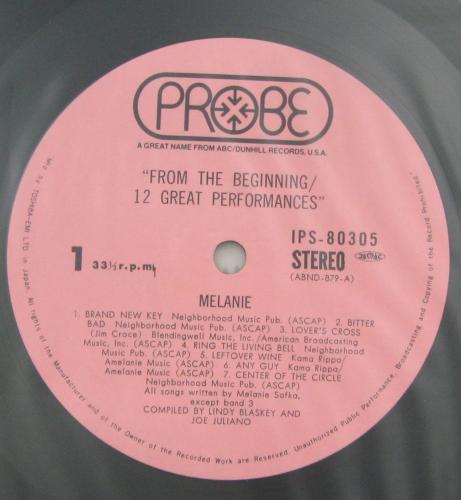 PROBE
A GREAT NAME FROM ABC/DUNHILL RECORDS, U.S.A.
"FROM THE BEGINNING/
12 GREAT PERFORMANCES"
IPS-80305
1 33⅓ r.p.m. STEREO
(ABND-879-A)
MELANIE
1. BRAND NEW KEY Neighborhood Music Pub. (ASCAP) 2. BITTER
BAD Neighborhood Music Pub. (ASCAP) 3. LOVER'S CROSS
(Jim Croce) Blendingwell Music, Inc./American Broadcasting
Music, Inc. (ASCAP) 4. RING THE LIVING BELL Neighborhood
Music Pub. (ASCAP) 5. LEFTOVER WINE Kama Rippa/
Amelanie Music (ASCAP) 6. ANY GUY Kama Rippa/
Amelanie Music (ASCAP) 7. CENTER OF THE CIRCLE
Neighborhood Music Pub. (ASCAP)
All songs written by Melanie Safka,
except band 3
COMPILED BY LINDY BLASKEY AND
JOE JULIANO
Mfd by TOSHIBA-EMI LTD in Japan. All rights of the Manufacturer and of the Owner of the Recorded Work are Reserved. Unauthorized Public Performance, Broadcasting and Copying of the Record Prohibited.